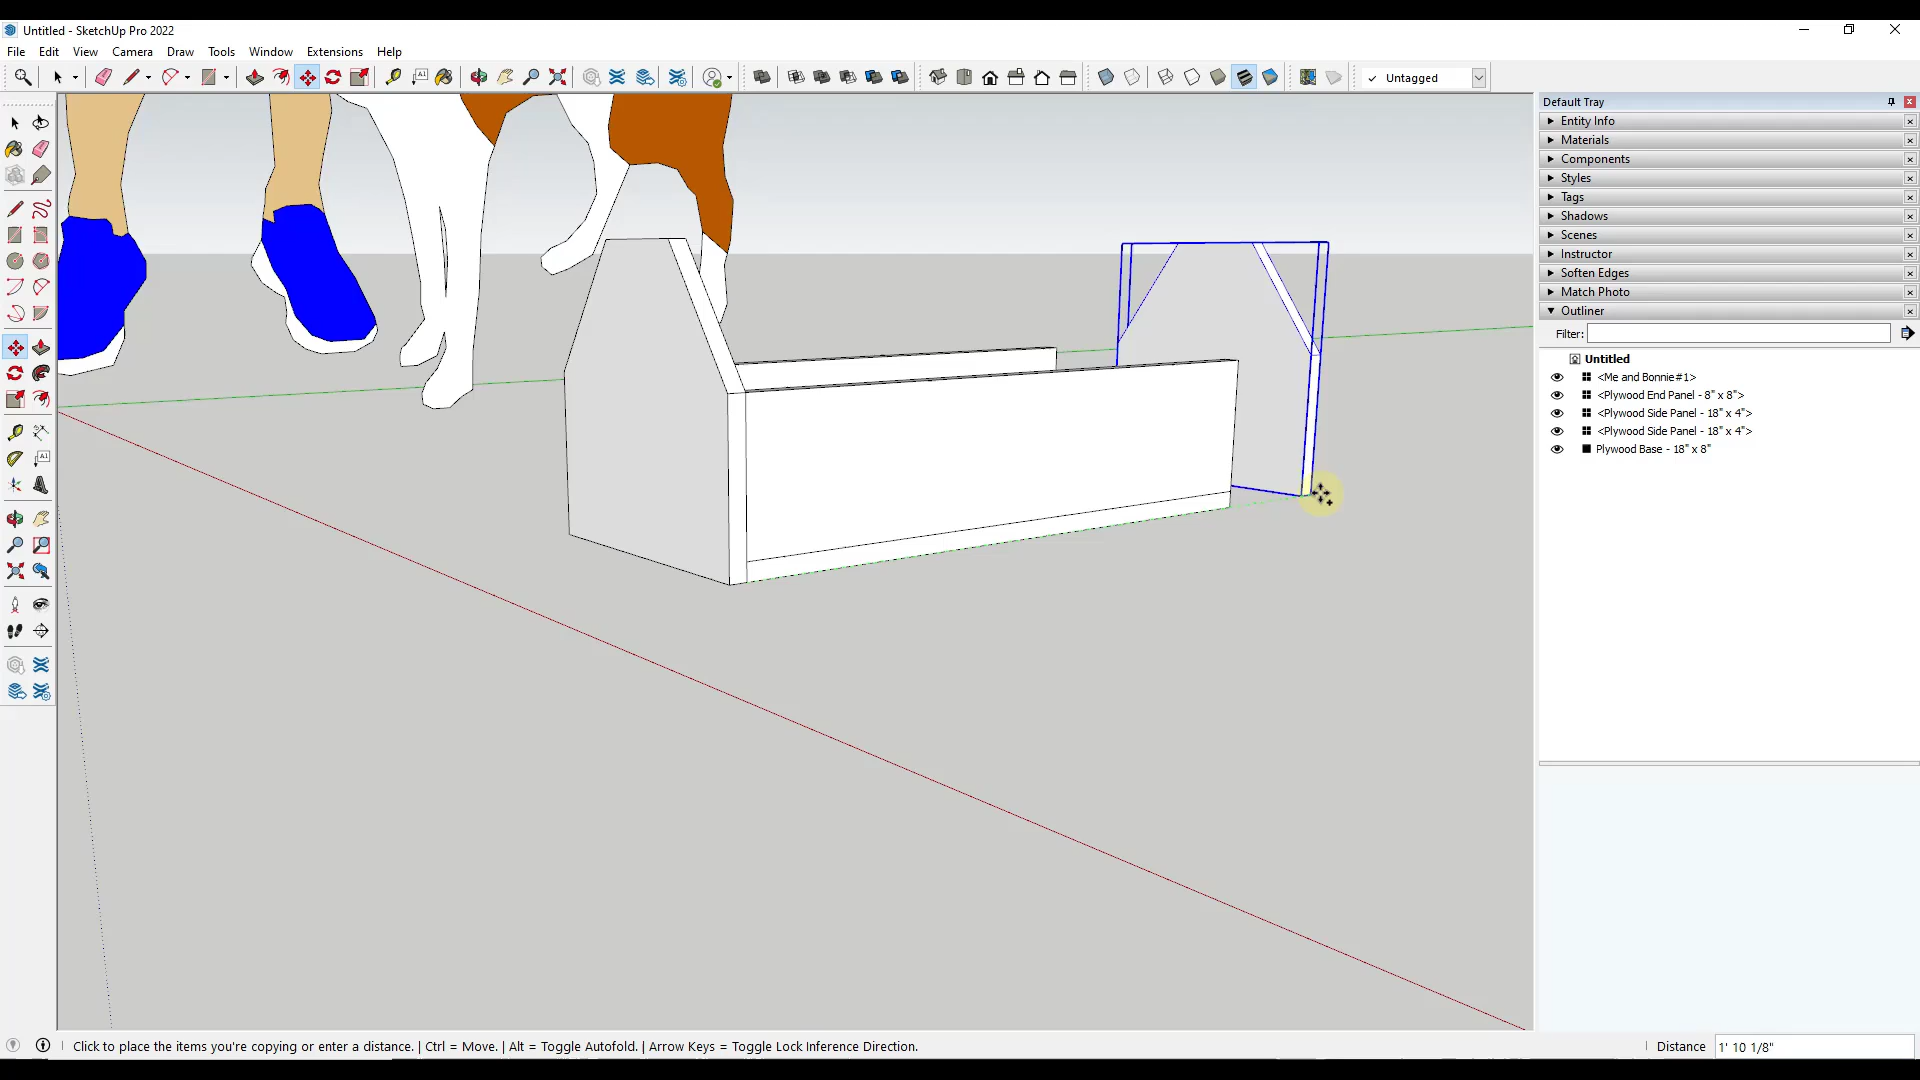 Untitled - SketchUp Pro 2022
File Edit View Camera Draw Tools Window Extensions Help
Untagged
Default Tray
Entity Info
Materials
Components
Styles
Tags
Shadows
Scenes
Instructor
Soften Edges
Match Photo
Outliner
Filter:
Untitled
<Me and Bonnie#1>
<Plywood End Panel - 8" x 8">
<Plywood Side Panel - 18" x 4">
<Plywood Side Panel - 18" x 4">
Plywood Base - 18" x 8"
Click to place the items you're copying or enter a distance. | Ctrl = Move. | Alt = Toggle Autofold. | Arrow Keys = Toggle Lock Inference Direction.
Distance 1' 10 1/8"